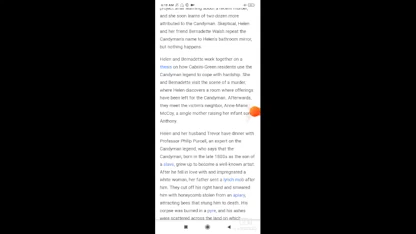 and she soon learns of two dozen more
attributed to the Candyman. Skeptical, Helen
and her friend Bernadette Walsh repeat the
Candyman's name to Helen's bathroom mirror,
but nothing happens.
Helen and Bernadette work together on a
thesis on how Cabrini-Green residents use the
Candyman legend to cope with hardship. She
and Bernadette visit the scene of a murder,
where Helen discovers a room where offerings
have been left for the Candyman. Afterwards,
they meet the victim's neighbor, Anne-Marie
McCoy, a single mother raising her infant son
Anthony.
Helen and her husband Trevor have dinner with
Professor Philip Purcell, an expert on the
Candyman legend, who says that the
Candyman, born in the late 1800s as the son of
a slave, grew up to become a well-known artist.
After he fell in love with and impregnated a
white woman, her father sent a lynch mob after
him. They cut off his right hand and smeared
him with honeycomb stolen from an apiary,
attracting bees that stung him to death. His
corpse was burned in a pyre, and his ashes
were scattered across the land on which